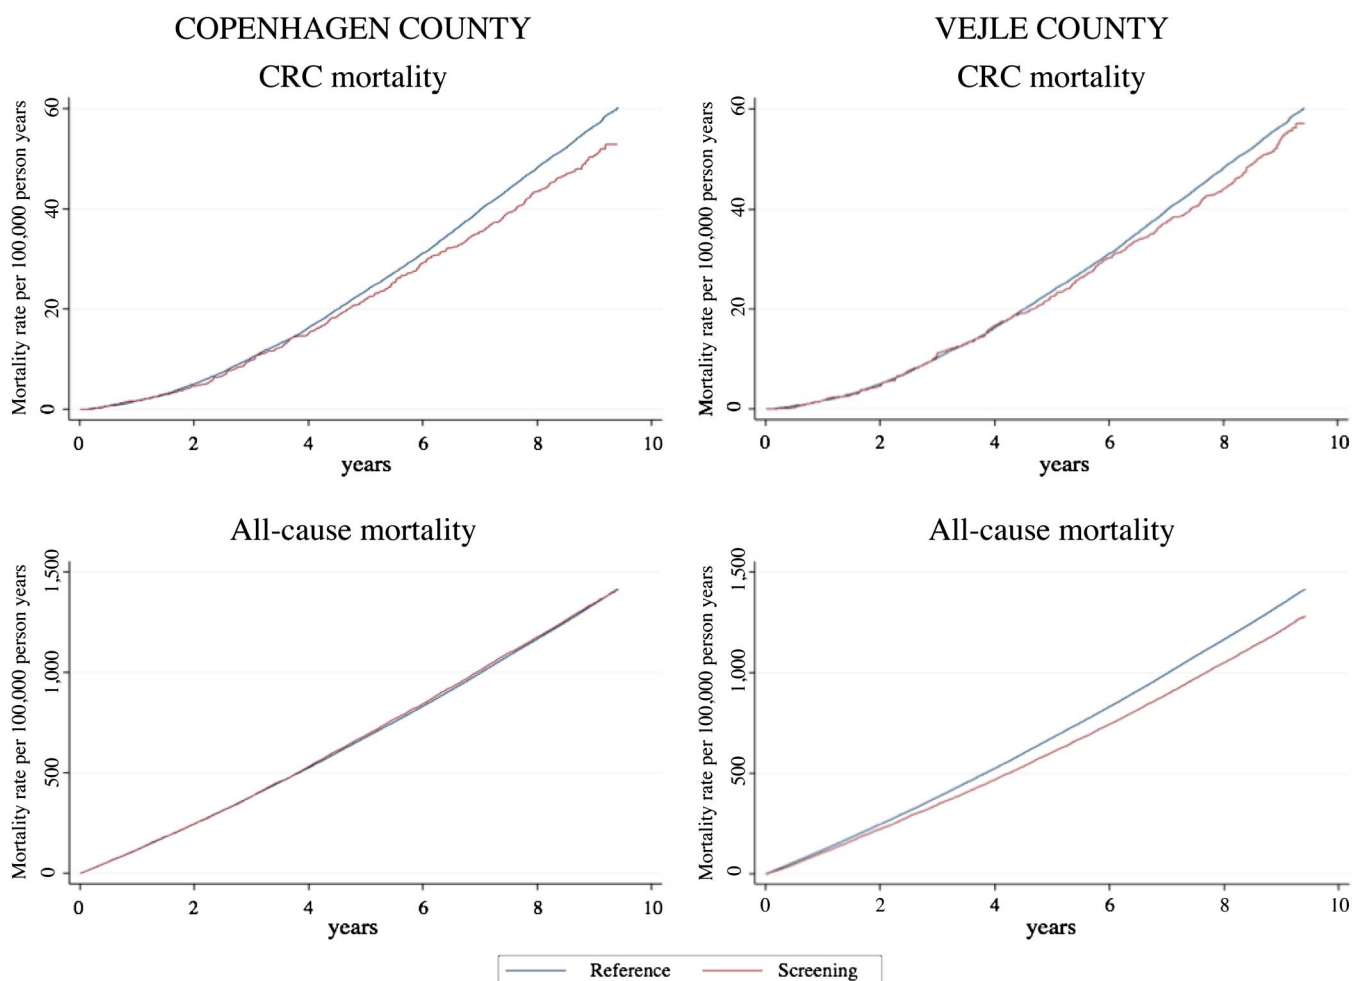 COPENHAGEN COUNTY
CRC mortality
Mortality rate per 100,000 person years
60
40
20
0
0 2 4 6 8 10
years
VEJLE COUNTY
CRC mortality
Mortality rate per 100,000 person years
60
40
20
0
0 2 4 6 8 10
years
All-cause mortality
Mortality rate per 100,000 person years
1,500
1,000
500
0
0 2 4 6 8 10
years
All-cause mortality
Mortality rate per 100,000 person years
1,500
1,000
500
0
0 2 4 6 8 10
years
Reference Screening